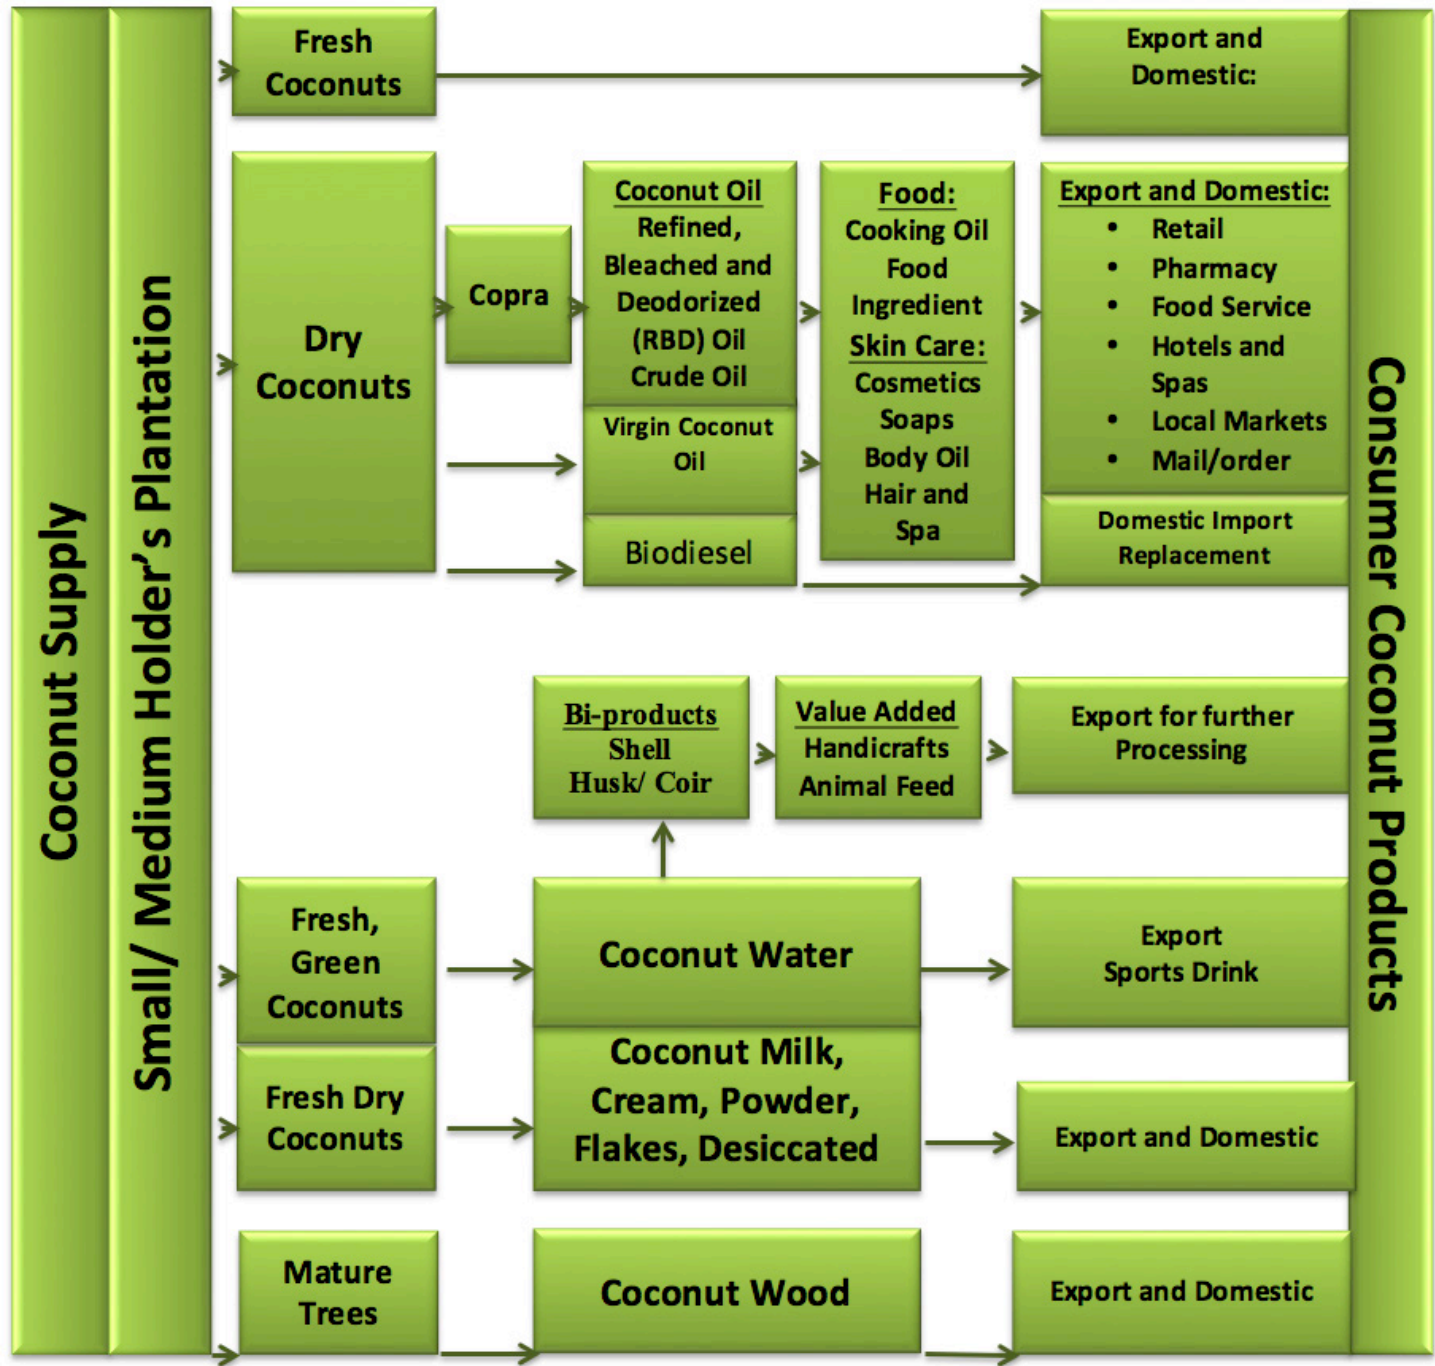 Coconut Supply
Small/ Medium Holder’s Plantation
Fresh
Coconuts
Export and
Domestic:
Dry
Coconuts
Copra
Coconut Oil
Refined,
Bleached and
Deodorized
(RBD) Oil
Crude Oil
Virgin Coconut
Oil
Biodiesel
Food:
Cooking Oil
Food
Ingredient
Skin Care:
Cosmetics
Soaps
Body Oil
Hair and
Spa
Export and Domestic:
• Retail
• Pharmacy
• Food Service
• Hotels and
Spas
• Local Markets
• Mail/order
Domestic Import
Replacement
Bi-products
Shell
Husk/ Coir
Value Added
Handicrafts
Animal Feed
Export for further
Processing
Fresh,
Green
Coconuts
Coconut Water
Export
Sports Drink
Fresh Dry
Coconuts
Coconut Milk,
Cream, Powder,
Flakes, Desiccated
Export and Domestic
Mature
Trees
Coconut Wood
Export and Domestic
Consumer Coconut Products